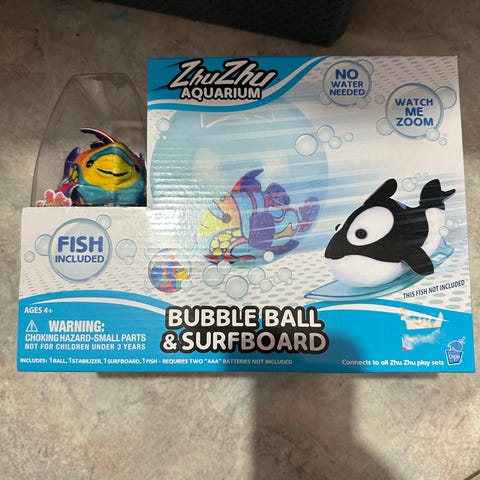 ZhuZhu
AQUARIUM
NO
WATER
NEEDED
WATCH
ME
ZOOM
FISH
INCLUDED
THIS FISH NOT INCLUDED
AGES 4+
BUBBLE BALL
& SURFBOARD
WARNING:
CHOKING HAZARD-SMALL PARTS
NOT FOR CHILDREN UNDER 3 YEARS
INCLUDES: 1 BALL, 1 STABILIZER, 1 SURFBOARD, 1 FISH - REQUIRES TWO "AAA" BATTERIES NOT INCLUDED
Connects to all Zhu Zhu play sets